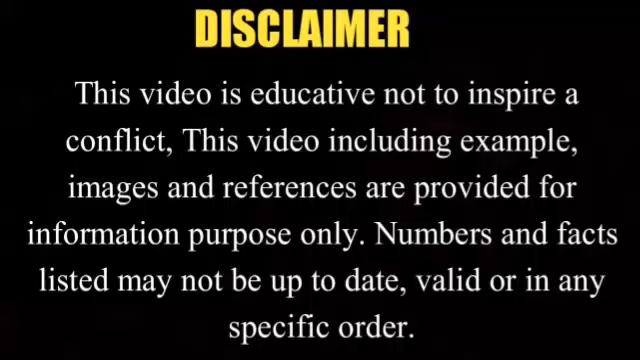 DISCLAIMER
This video is educative not to inspire a
conflict, This video including example,
images and references are provided for
information purpose only. Numbers and facts
listed may not be up to date, valid or in any
specific order.